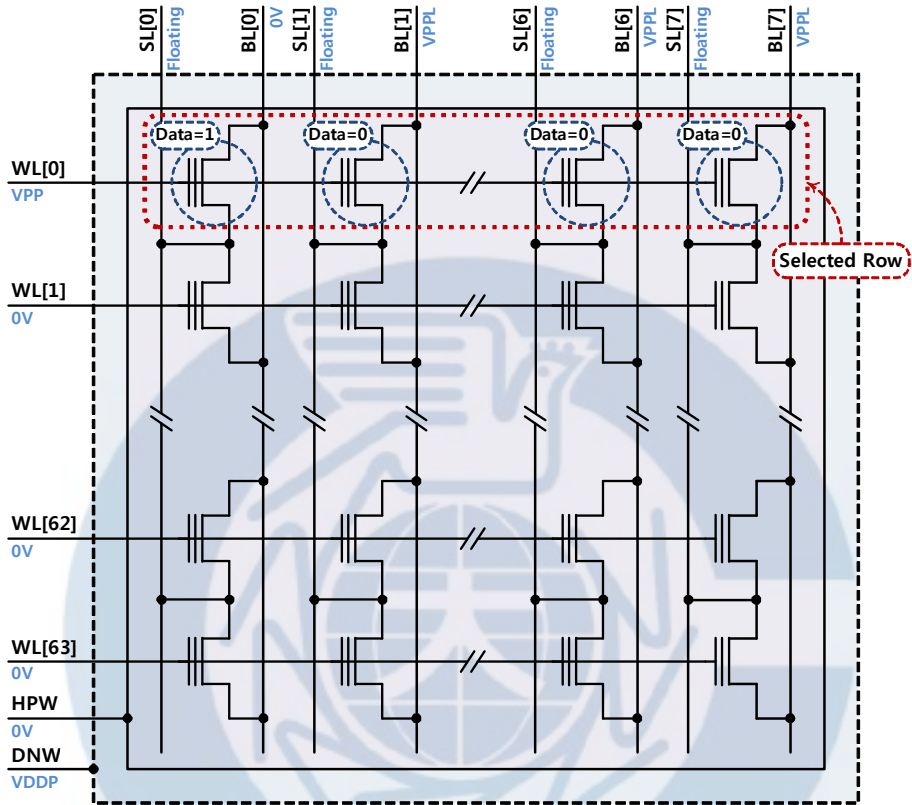 SL[0]
Floating
BL[0]
0V
SL[1]
Floating
BL[1]
VPPL
SL[6]
Floating
BL[6]
VPPL
SL[7]
Floating
BL[7]
VPPL
Data=1
Data=0
Data=0
Data=0
WL[0]
VPP
Selected Row
WL[1]
0V
WL[62]
0V
WL[63]
0V
HPW
0V
DNW
VDDP